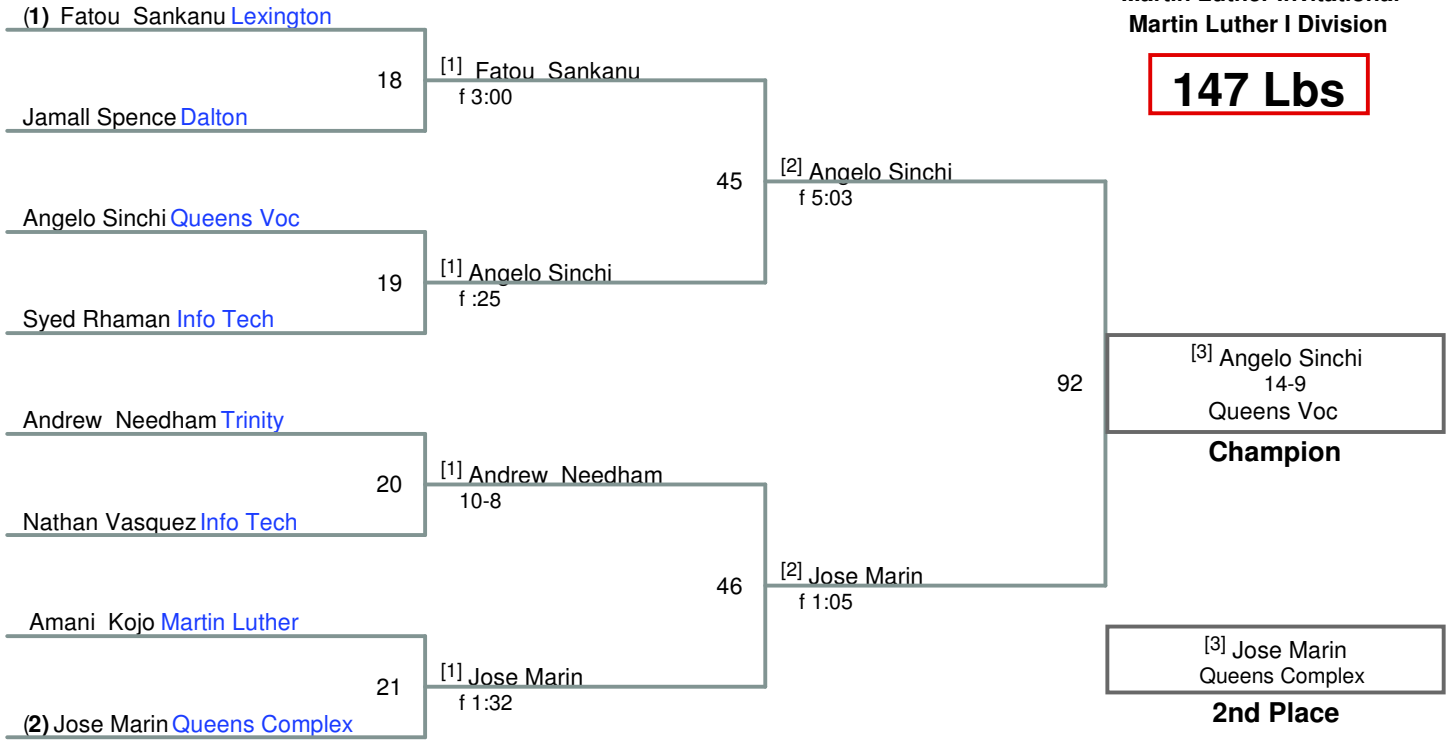 Martin Luther Invitational
Martin Luther I Division
147 Lbs
(1) Fatou Sankanu Lexington
18
[1] Fatou Sankanu
f 3:00
Jamall Spence Dalton
45
[2] Angelo Sinchi
f 5:03
Angelo Sinchi Queens Voc
19
[1] Angelo Sinchi
f :25
Syed Rhaman Info Tech
92
[3] Angelo Sinchi
14-9
Queens Voc
Champion
Andrew Needham Trinity
20
[1] Andrew Needham
10-8
Nathan Vasquez Info Tech
46
[2] Jose Marin
f 1:05
Amani Kojo Martin Luther
21
[1] Jose Marin
f 1:32
(2) Jose Marin Queens Complex
[3] Jose Marin
Queens Complex
2nd Place